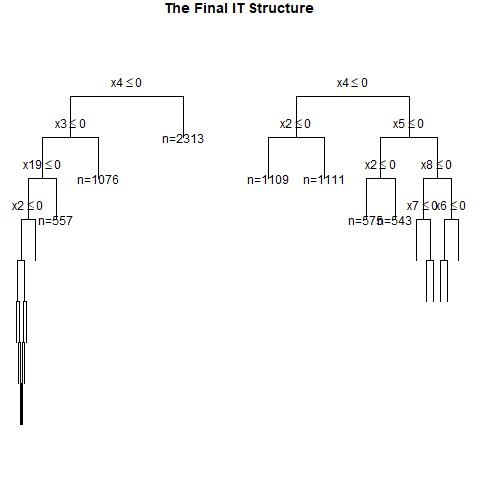 The Final IT Structure
x4 ≤ 0
x4 ≤ 0
x3 ≤ 0
n=2313
x2 ≤ 0
x5 ≤ 0
x19 ≤ 0
n=1076
n=1109
n=1111
x2 ≤ 0
x8 ≤ 0
x2 ≤ 0
n=557
n=575
n=543
x7 ≤ 0
x6 ≤ 0